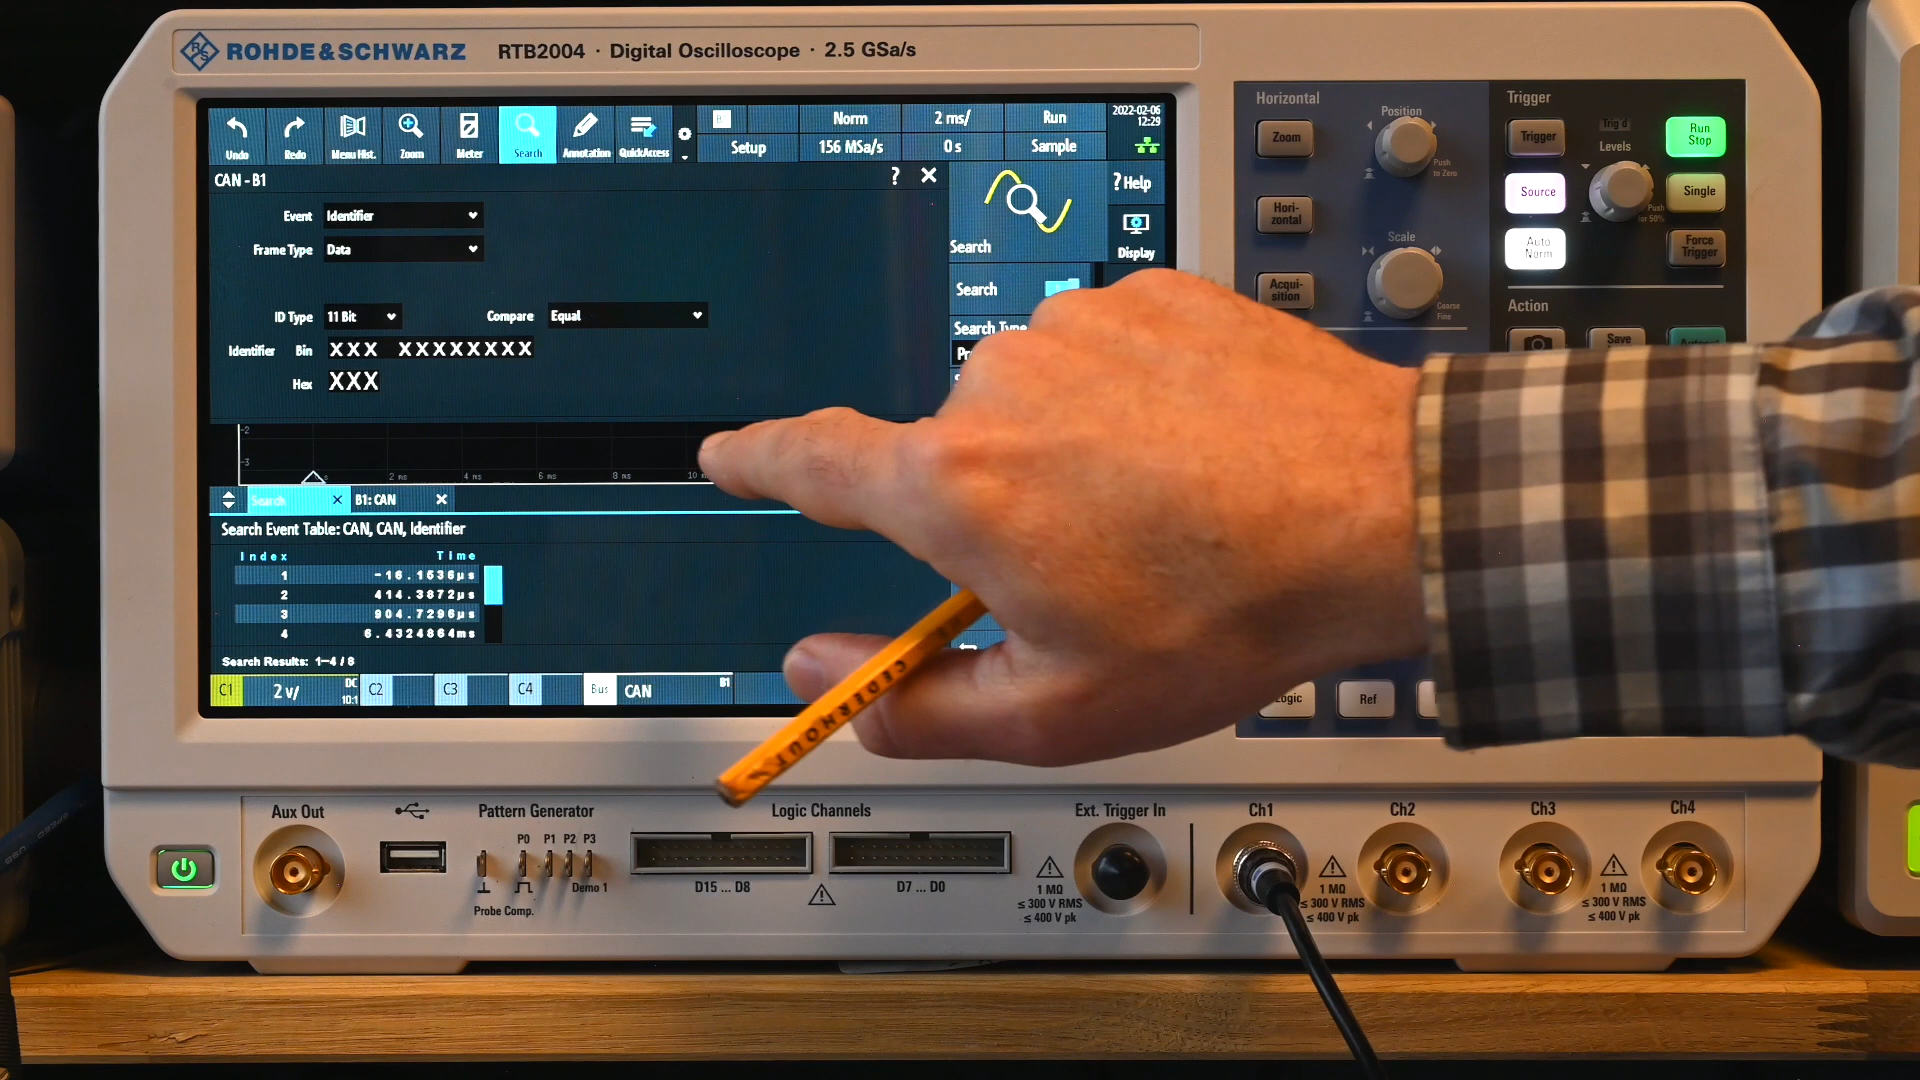 ROHDE&SCHWARZ RTB2004 · Digital Oscilloscope · 2.5 GSa/s
Undo Redo Menu Hist. Zoom Meter Search Annotation QuickAccess
Setup Norm 156 MSa/s 2 ms/ 0 s Run Sample
2022-02-06
12:29
CAN - B1 ? X
Event Identifier
Frame Type Data
ID Type 11 Bit Compare Equal
Identifier Bin XXX XXXXXXXX
Hex XXX
Search
Search
Search Type
? Help
Display
-2
-3
2 ms 4 ms 6 ms 8 ms 10
Search X B1: CAN X
Search Event Table: CAN, CAN, Identifier
Index Time
1 -16.1536µs
2 414.3872µs
3 904.7296µs
4 6.4324864ms
Search Results: 1-4 / 8
C1 2 V/ DC 10:1 C2 C3 C4 Bus CAN B1
CEDERHOUT
Horizontal
Zoom
Hori-
zontal
Acqui-
sition
Position
Push
to Zero
Scale
Coarse
Fine
Trigger
Trigger
Source
Auto
Norm
Trig'd
Levels
Push
for 50%
Run
Stop
Single
Force
Trigger
Action
Save
Logic Ref
Aux Out
Pattern Generator
P0 P1 P2 P3
Demo 1
Probe Comp.
Logic Channels
D15 ... D8
D7 ... D0
Ext. Trigger In
1 MΩ
≤ 300 V RMS
≤ 400 V pk
Ch1 Ch2 Ch3 Ch4
1 MΩ
≤ 300 V RMS
≤ 400 V pk
1 MΩ
≤ 300 V RMS
≤ 400 V pk